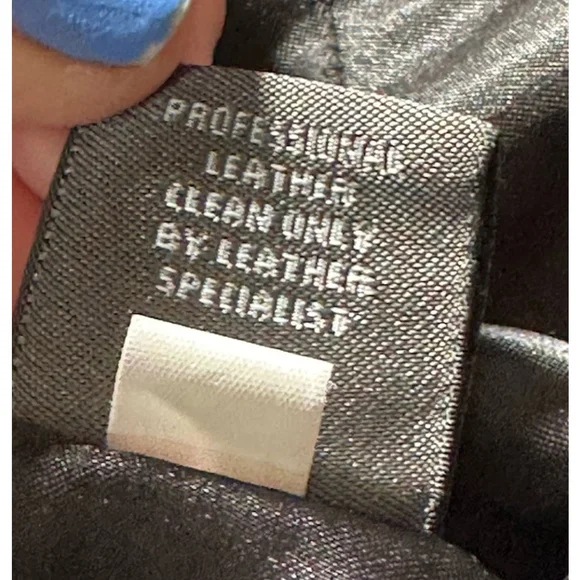 PROFESSIONAL
LEATHER
CLEAN ONLY
BY LEATHER
SPECIALIST